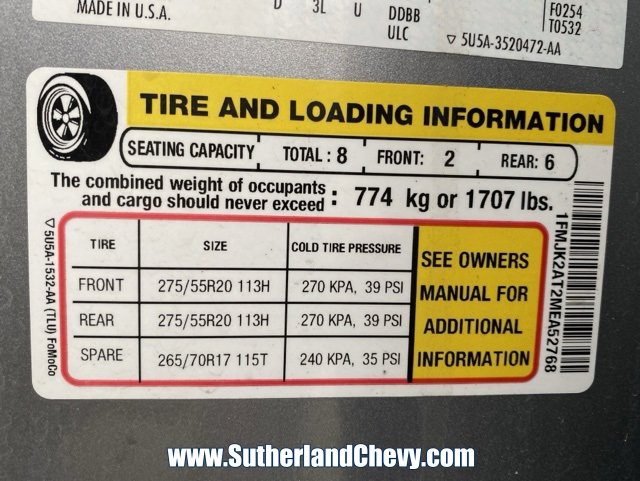 MADE IN U.S.A.
D 3L U DDBB F0254
ULC T0532
▽ 5U5A-3520472-AA
TIRE AND LOADING INFORMATION
SEATING CAPACITY TOTAL : 8 FRONT: 2 REAR: 6
The combined weight of occupants
and cargo should never exceed : 774 kg or 1707 lbs.
TIRE SIZE COLD TIRE PRESSURE
FRONT 275/55R20 113H 270 KPA, 39 PSI
REAR 275/55R20 113H 270 KPA, 39 PSI
SPARE 265/70R17 115T 240 KPA, 35 PSI
SEE OWNERS
MANUAL FOR
ADDITIONAL
INFORMATION
▽ 5U5A-1532-AA (TLU) FoMoCo
1FMJK2AT2MEA52768
www.SutherlandChevy.com